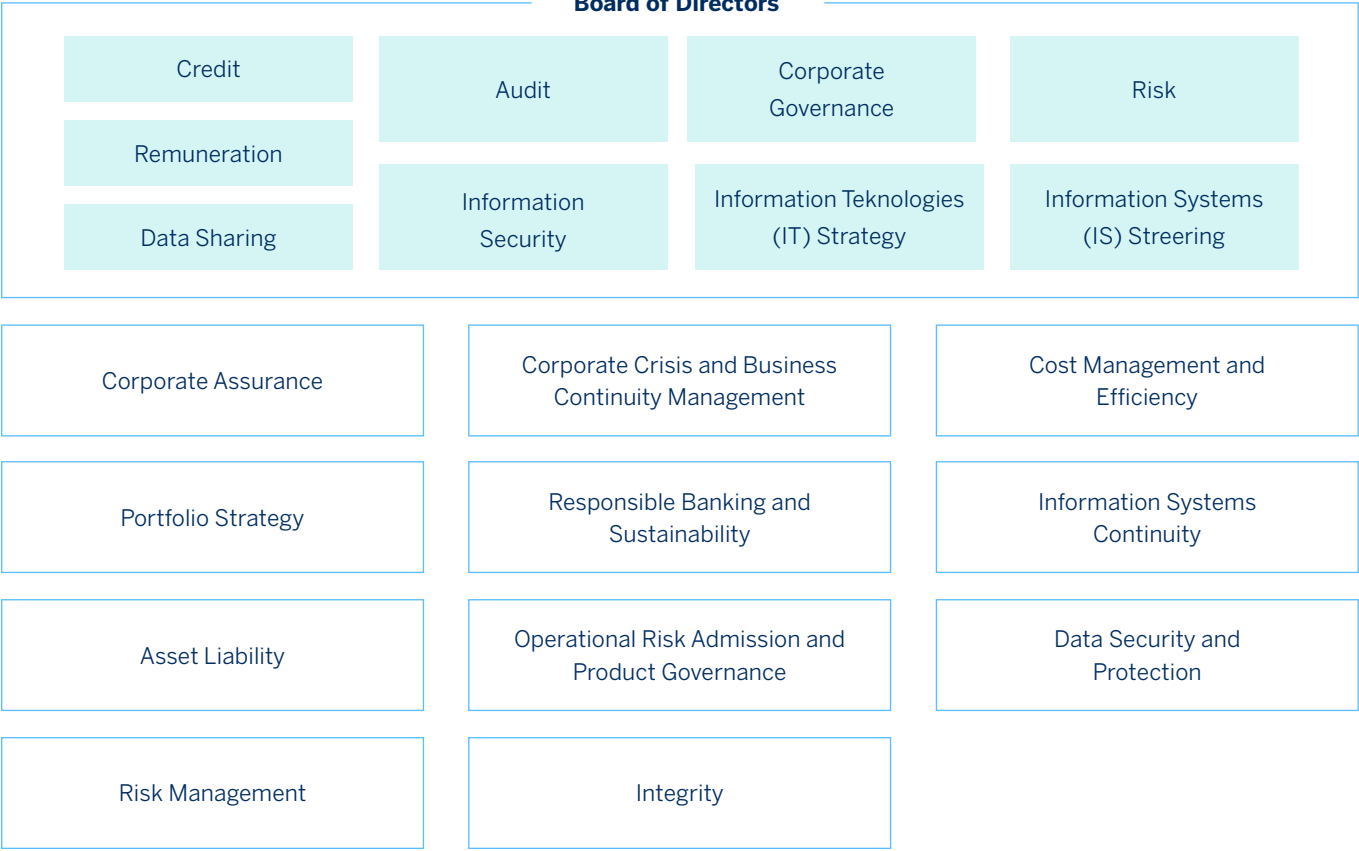 Board of Directors
Credit
Remuneration
Data Sharing
Audit
Corporate
Governance
Risk
Information
Security
Information Teknologies
(IT) Strategy
Information Systems
(IS) Streering
Corporate Assurance
Corporate Crisis and Business
Continuity Management
Cost Management and
Efficiency
Portfolio Strategy
Responsible Banking and
Sustainability
Information Systems
Continuity
Asset Liability
Operational Risk Admission and
Product Governance
Data Security and
Protection
Risk Management
Integrity